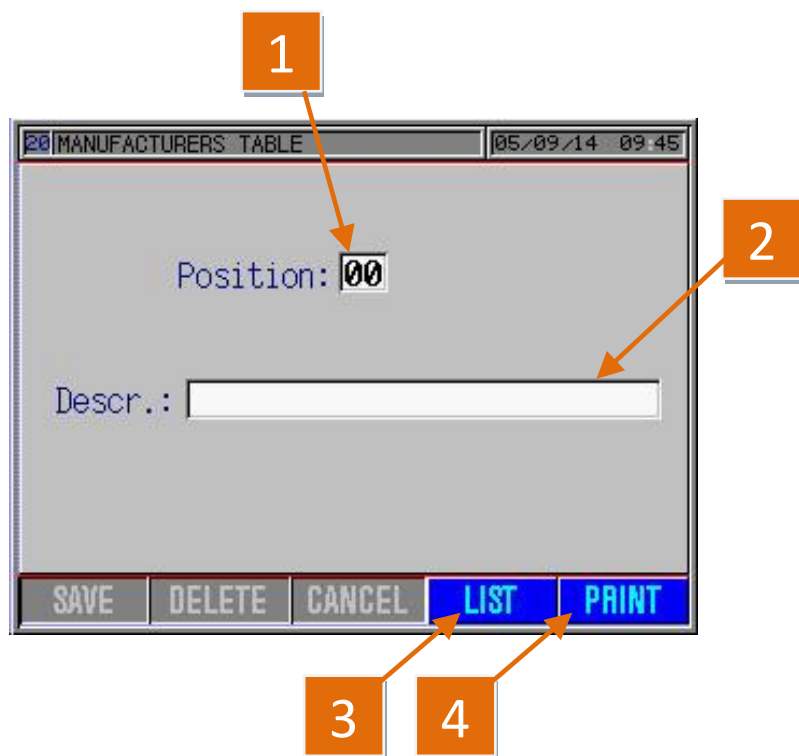 1
20 MANUFACTURERS TABLE 05/09/14 09:45
2
Position: 00
Descr.:
SAVE DELETE CANCEL LIST PRINT
3 4